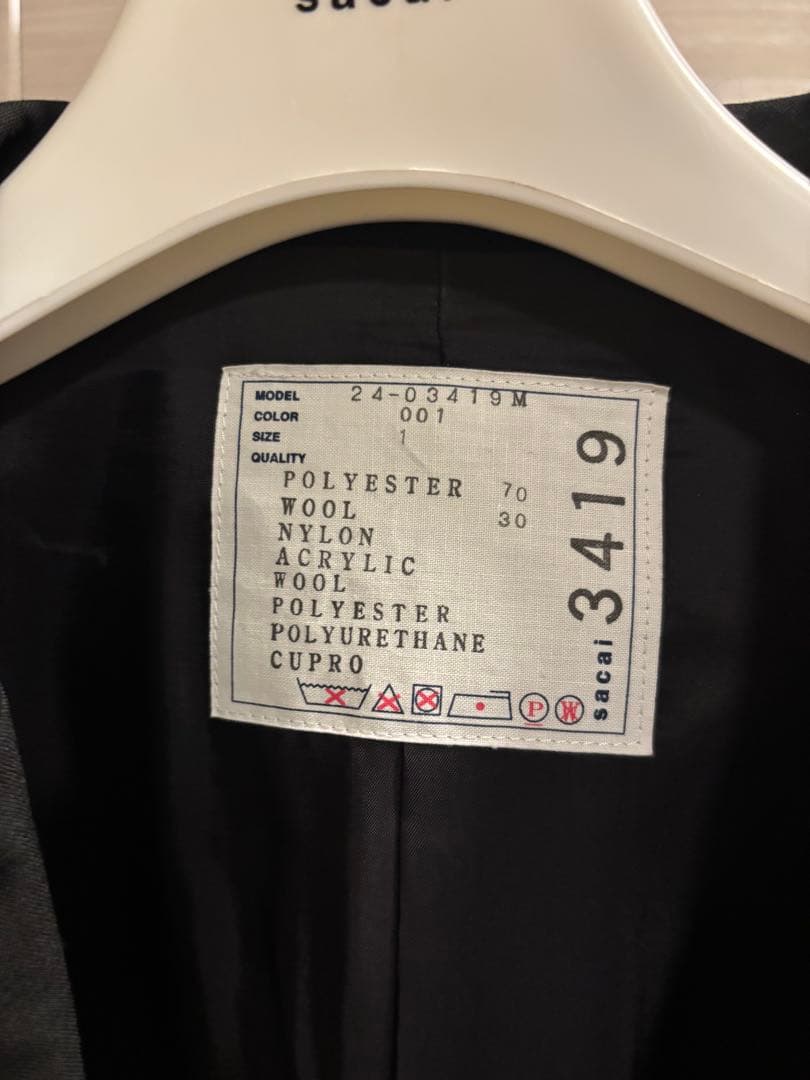 sacai
MODEL 24-03419M
COLOR 001
SIZE 1
QUALITY
POLYESTER 70
WOOL 30
NYLON
ACRYLIC
WOOL
POLYESTER
POLYURETHANE
CUPRO
P W
sacai 3419